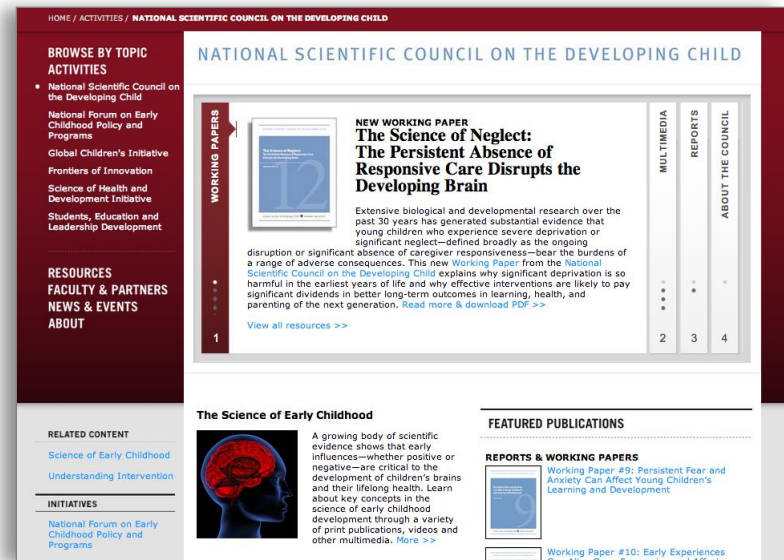 HOME / ACTIVITIES / NATIONAL SCIENTIFIC COUNCIL ON THE DEVELOPING CHILD
BROWSE BY TOPIC
ACTIVITIES
• National Scientific Council on
the Developing Child
National Forum on Early
Childhood Policy and
Programs
Global Children's Initiative
Frontiers of Innovation
Science of Health and
Development Initiative
Students, Education and
Leadership Development
RESOURCES
FACULTY & PARTNERS
NEWS & EVENTS
ABOUT
RELATED CONTENT
Science of Early Childhood
Understanding Intervention
INITIATIVES
National Forum on Early
Childhood Policy and
Programs
NATIONAL SCIENTIFIC COUNCIL ON THE DEVELOPING CHILD
WORKING PAPERS
1
12
NEW WORKING PAPER
The Science of Neglect:
The Persistent Absence of
Responsive Care Disrupts the
Developing Brain
Extensive biological and developmental research over the
past 30 years has generated substantial evidence that
young children who experience severe deprivation or
significant neglect—defined broadly as the ongoing
disruption or significant absence of caregiver responsiveness—bear the burdens of
a range of adverse consequences. This new Working Paper from the National
Scientific Council on the Developing Child explains why significant deprivation is so
harmful in the earliest years of life and why effective interventions are likely to pay
significant dividends in better long-term outcomes in learning, health, and
parenting of the next generation. Read more & download PDF >>
View all resources >>
MULTIMEDIA
2
REPORTS
3
ABOUT THE COUNCIL
4
The Science of Early Childhood
A growing body of scientific
evidence shows that early
influences—whether positive or
negative—are critical to the
development of children's brains
and their lifelong health. Learn
about key concepts in the
science of early childhood
development through a variety
of print publications, videos and
other multimedia. More >>
FEATURED PUBLICATIONS
REPORTS & WORKING PAPERS
9
Working Paper #9: Persistent Fear and
Anxiety Can Affect Young Children's
Learning and Development
Working Paper #10: Early Experiences